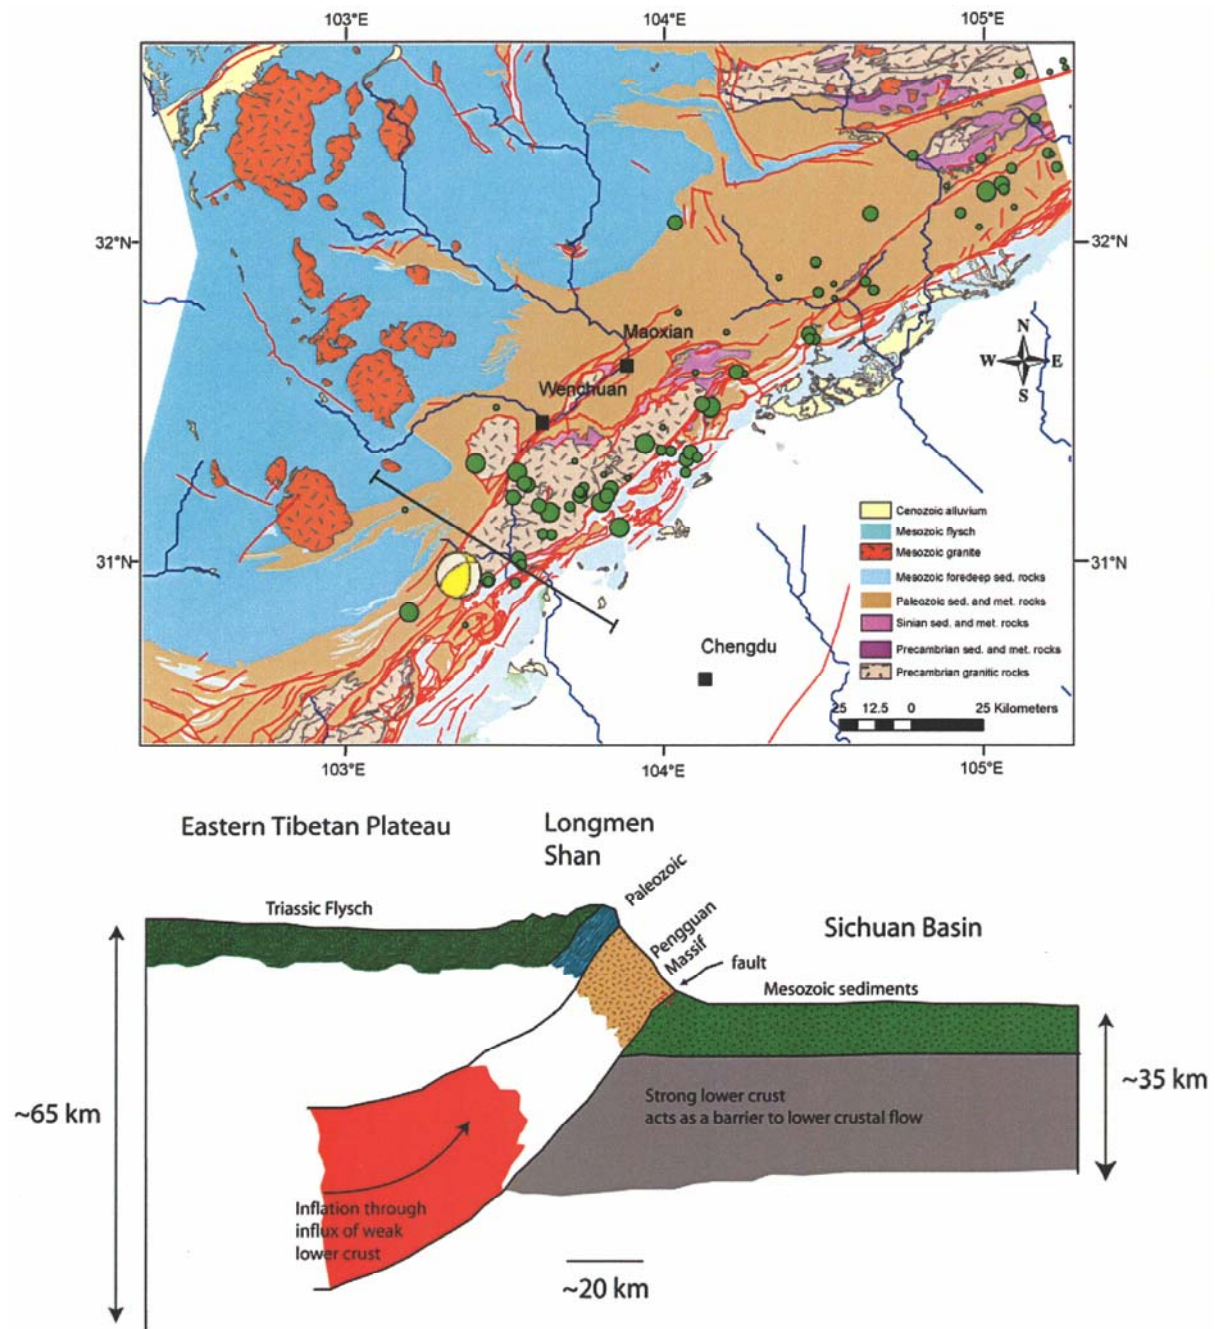 103°E 104°E 105°E
32°N 32°N
Maoxian
N
W E
S
Wenchuan
Cenozoic alluvium
Mesozoic flysch
Mesozoic granite
31°N 31°N
Mesozoic foredeep sed. rocks
Paleozoic sed. and met. rocks
Sinian sed. and met. rocks
Chengdu
Precambrian sed. and met. rocks
Precambrian granitic rocks
25 12.5 0 25 Kilometers
103°E 104°E 105°E
Eastern Tibetan Plateau
Longmen
Shan
Paleozoic
Triassic Flysch
Pengguan
Massif
Sichuan Basin
fault
Mesozoic sediments
~35 km
Strong lower crust
acts as a barrier to lower crustal flow
~65 km
Inflation through
influx of weak
lower crust
~20 km